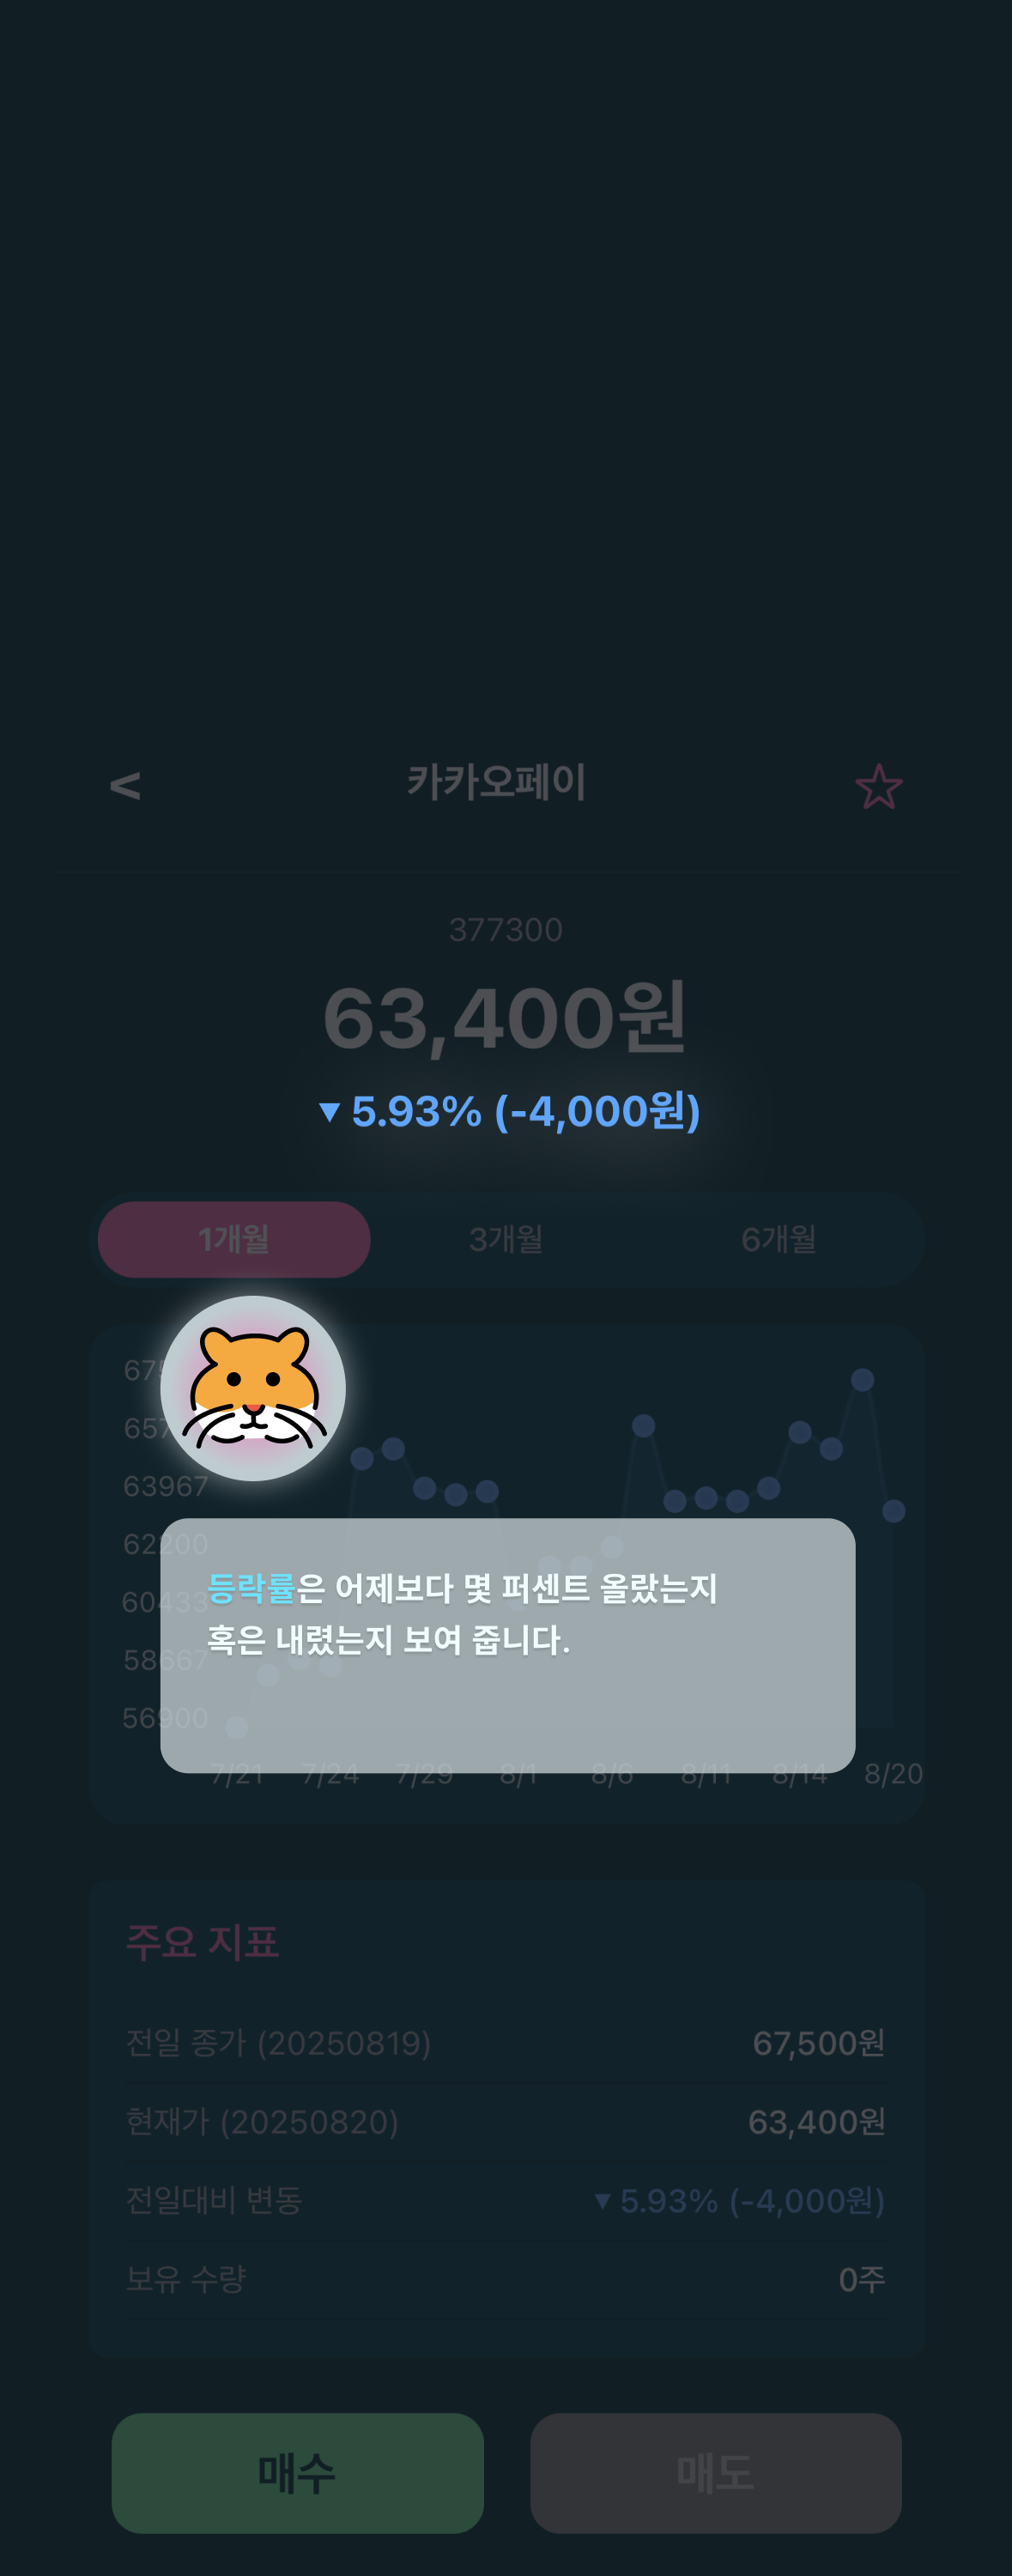 < 카카오페이 ☆
377300
63,400원
▼ 5.93% (-4,000원)
1개월 3개월 6개월
63967
62200
60433
58667
56900
7/21 7/24 7/29 8/1 8/6 8/11 8/14 8/20
등락률은 어제보다 몇 퍼센트 올랐는지
혹은 내렸는지 보여 줍니다.
주요 지표
전일 종가 (20250819) 67,500원
현재가 (20250820) 63,400원
전일대비 변동 ▼ 5.93% (-4,000원)
보유 수량 0주
매수 매도